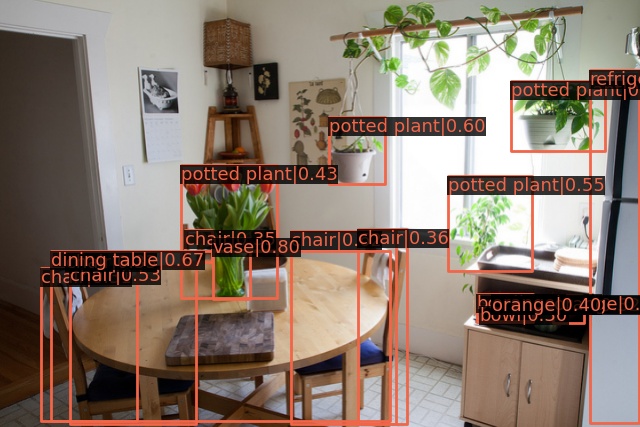 refrig
potted plant|0
potted plant|0.60
potted plant|0.43
potted plant|0.55
chair|0.35
chair|0.
chair|0.36
vase|0.80
dining table|0.67
cha
chair|0.53
orange|0.40
e|0.
bowl|0.50